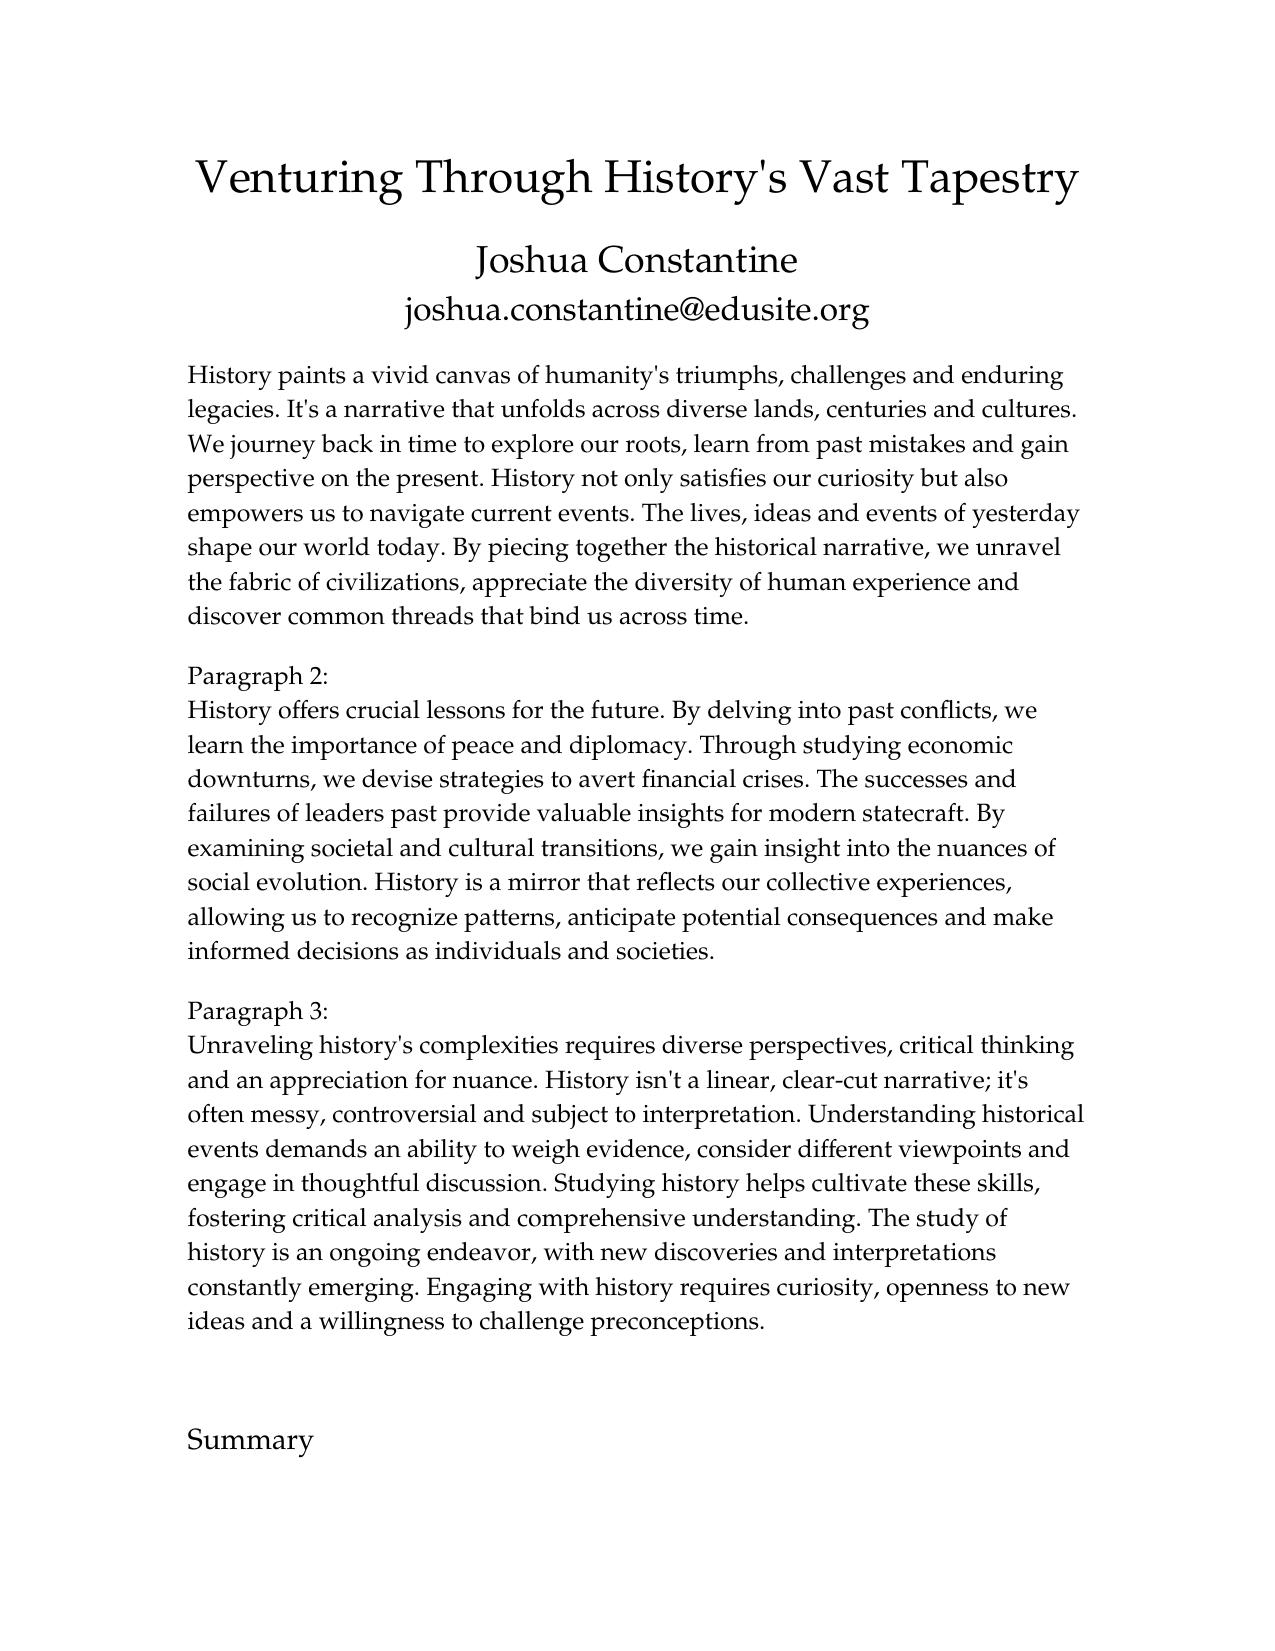 Venturing Through History's Vast Tapestry
Joshua Constantine
joshua.constantine@edusite.org
History paints a vivid canvas of humanity's triumphs, challenges and enduring
legacies. It's a narrative that unfolds across diverse lands, centuries and cultures.
We journey back in time to explore our roots, learn from past mistakes and gain
perspective on the present. History not only satisfies our curiosity but also
empowers us to navigate current events. The lives, ideas and events of yesterday
shape our world today. By piecing together the historical narrative, we unravel
the fabric of civilizations, appreciate the diversity of human experience and
discover common threads that bind us across time.
Paragraph 2:
History offers crucial lessons for the future. By delving into past conflicts, we
learn the importance of peace and diplomacy. Through studying economic
downturns, we devise strategies to avert financial crises. The successes and
failures of leaders past provide valuable insights for modern statecraft. By
examining societal and cultural transitions, we gain insight into the nuances of
social evolution. History is a mirror that reflects our collective experiences,
allowing us to recognize patterns, anticipate potential consequences and make
informed decisions as individuals and societies.
Paragraph 3:
Unraveling history's complexities requires diverse perspectives, critical thinking
and an appreciation for nuance. History isn't a linear, clear-cut narrative; it's
often messy, controversial and subject to interpretation. Understanding historical
events demands an ability to weigh evidence, consider different viewpoints and
engage in thoughtful discussion. Studying history helps cultivate these skills,
fostering critical analysis and comprehensive understanding. The study of
history is an ongoing endeavor, with new discoveries and interpretations
constantly emerging. Engaging with history requires curiosity, openness to new
ideas and a willingness to challenge preconceptions.
Summary